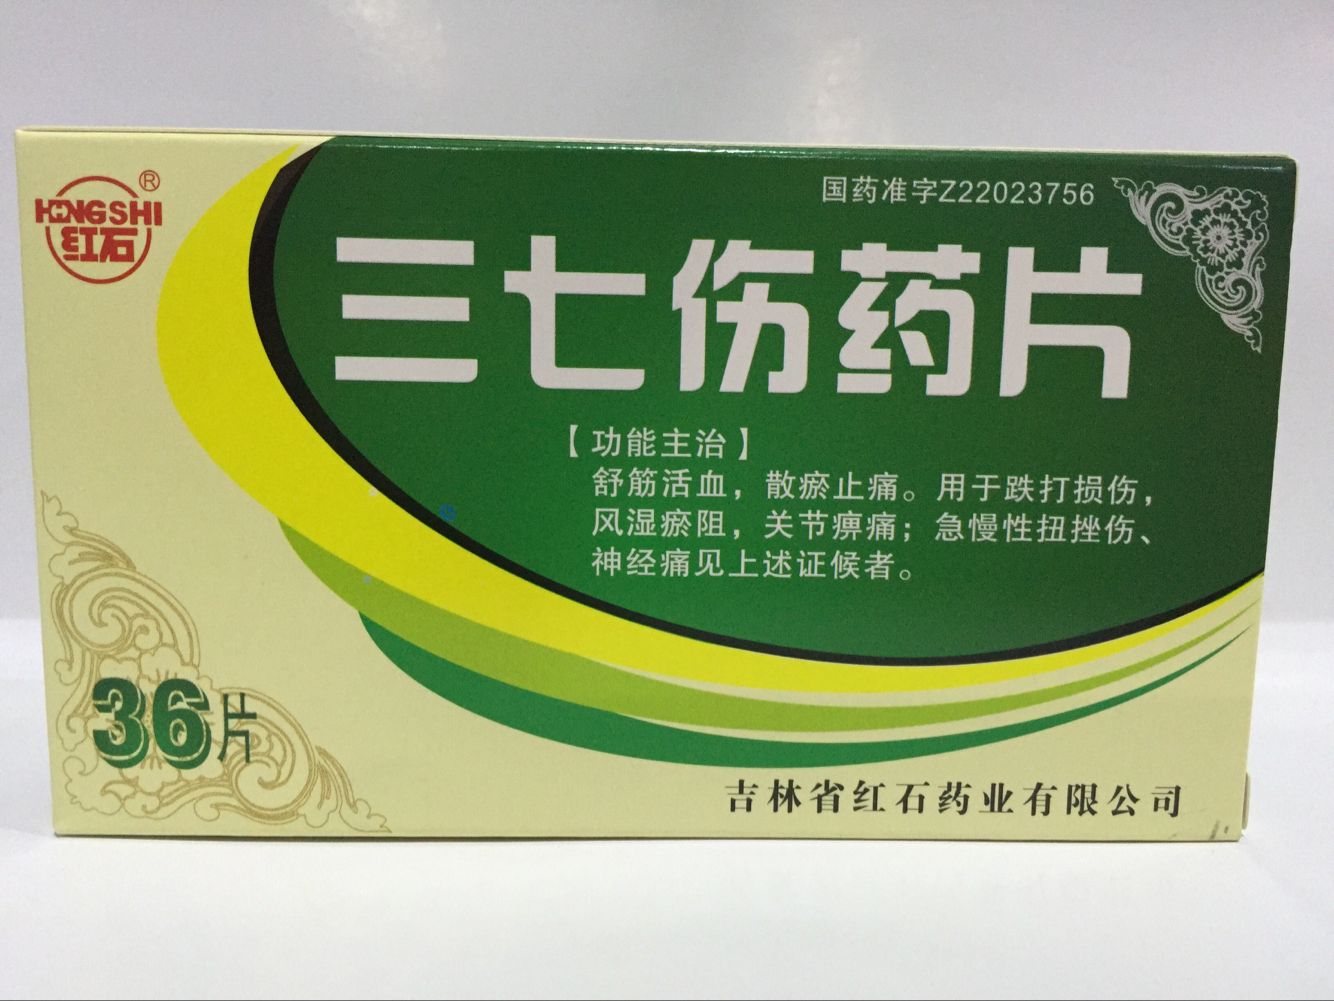 国药准字Z22023756
HONGSHI®
红石
三七伤药片
【功能主治】
舒筋活血，散瘀止痛。用于跌打损伤，
风湿瘀阻，关节痹痛；急慢性扭挫伤、
神经痛见上述证候者。
36片
吉林省红石药业有限公司